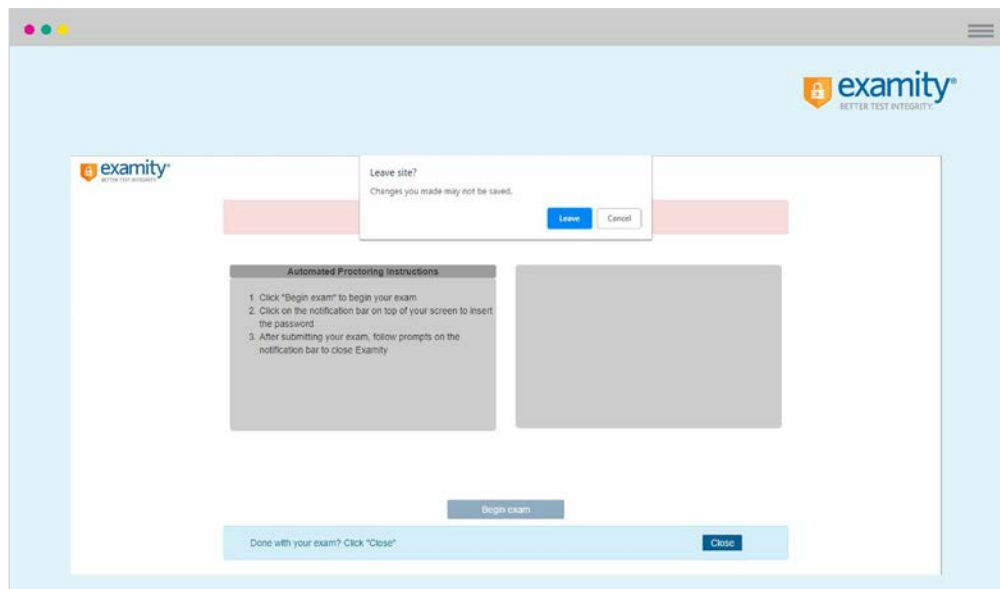 examity®
BETTER TEST INTEGRITY.
examity®
BETTER TEST INTEGRITY
Leave site?
Changes you made may not be saved.
Leave Cancel
Automated Proctoring Instructions
1. Click "Begin exam" to begin your exam
2. Click on the notification bar on top of your screen to insert
the password
3. After submitting your exam, follow prompts on the
notification bar to close Examity
Begin exam
Done with your exam? Click "Close"
Close